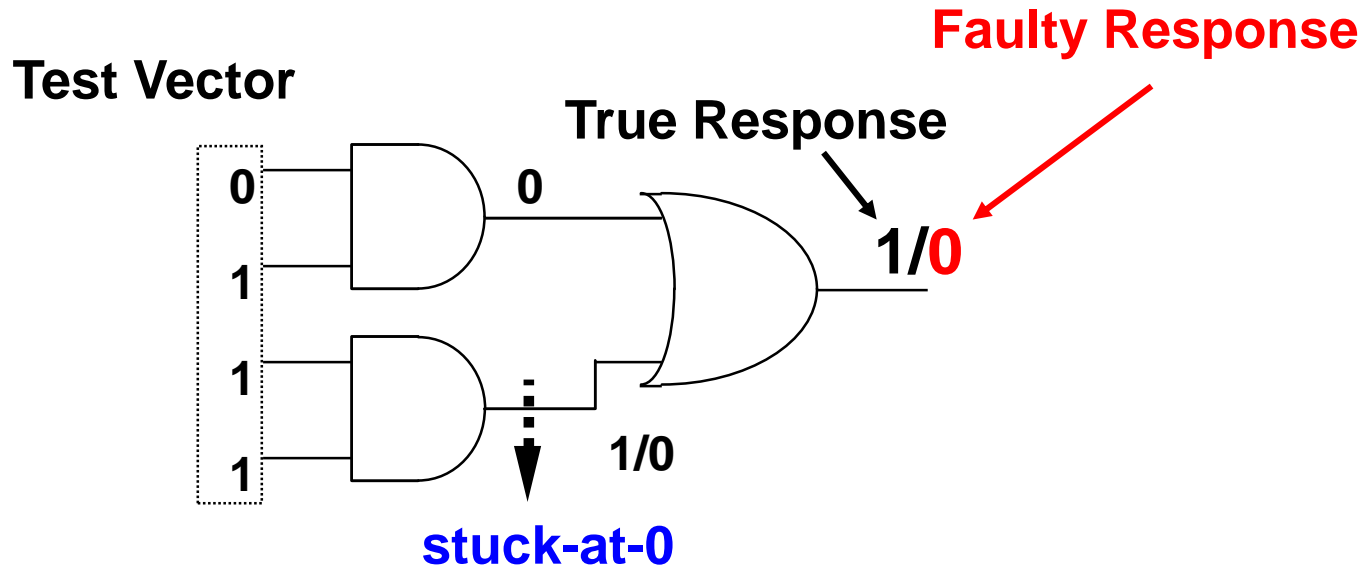 Faulty Response
Test Vector
True Response
0
0
1/0
1
1
1/0
1
stuck-at-0